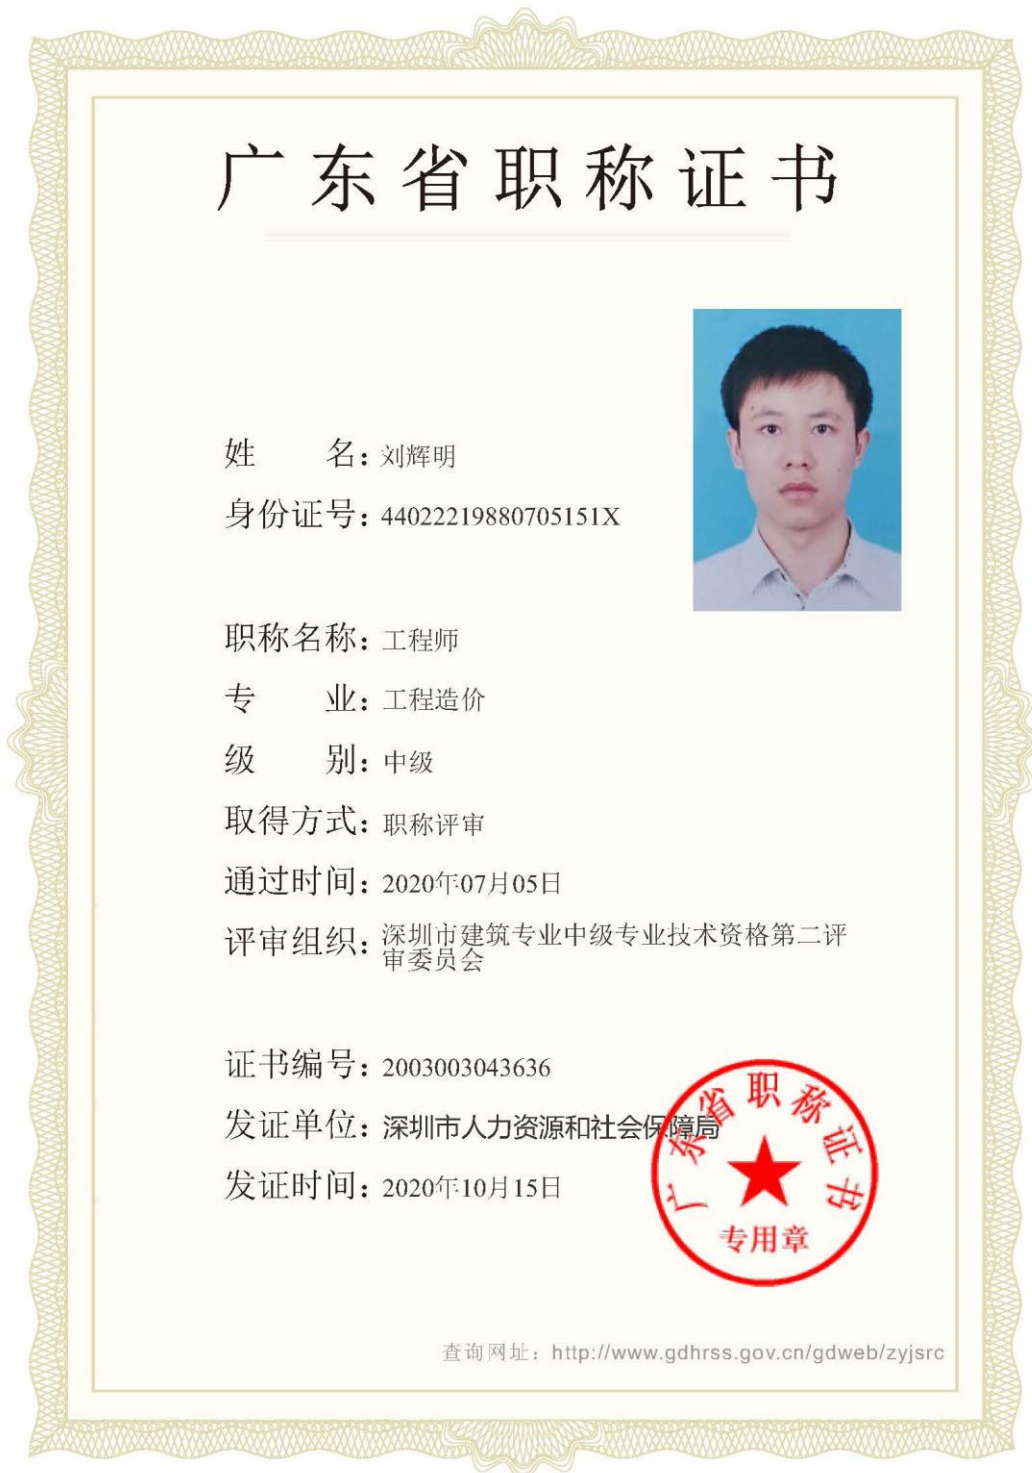 广东省职称证书
姓 名：刘辉明
身份证号：44022219880705151X
职称名称：工程师
专 业：工程造价
级 别：中级
取得方式：职称评审
通过时间：2020年07月05日
评审组织：深圳市建筑专业中级专业技术资格第二评
审委员会
证书编号：2003003043636
发证单位：深圳市人力资源和社会保障局
发证时间：2020年10月15日
广东省职称证书
专用章
查询网址：http://www.gdhrss.gov.cn/gdweb/zyjsrc